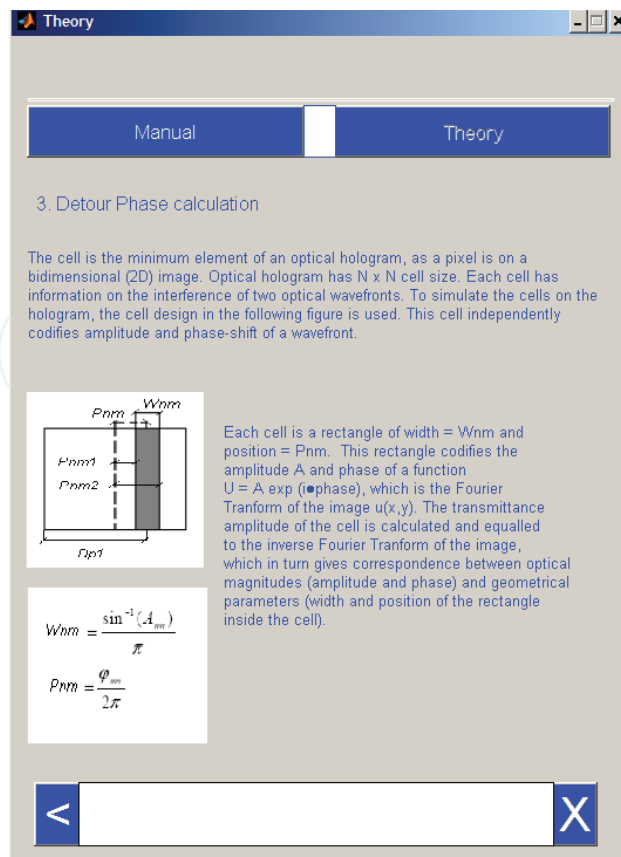 Theory
Manual
Theory
3. Detour Phase calculation
The cell is the minimum element of an optical hologram, as a pixel is on a
bidimensional (2D) image. Optical hologram has N x N cell size. Each cell has
information on the interference of two optical wavefronts. To simulate the cells on the
hologram, the cell design in the following figure is used. This cell independently
codifies amplitude and phase-shift of a wavefront.
Wnm
Pnm
Pnm1
Pnm2
Each cell is a rectangle of width = Wnm and
position = Pnm. This rectangle codifies the
amplitude A and phase of a function
U = A exp (i●phase), which is the Fourier
Tranform of the image u(x,y). The transmittance
amplitude of the cell is calculated and equalled
to the inverse Fourier Tranform of the image,
which in turn gives correspondence between optical
magnitudes (amplitude and phase) and geometrical
parameters (width and position of the rectangle
inside the cell).
Wnm = sin⁻¹(Aₙₘ) / π
Pnm = φₙₘ / 2π
< X